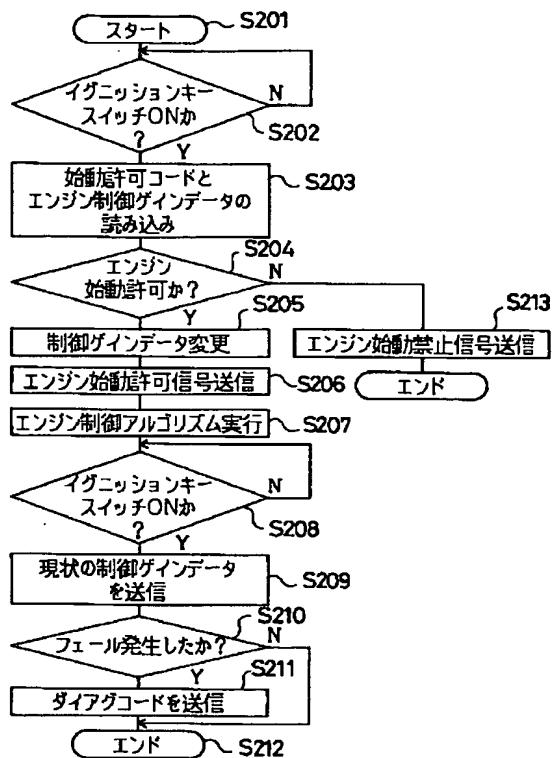 スタート
S201
イグニッションキー
スイッチONか
?
N
S202
Y
始動許可コードと
エンジン制御ゲインデータの
読み込み
S203
エンジン
始動許可か?
S204
N
Y
S205
制御ゲインデータ変更
S213
エンジン始動禁止信号送信
エンド
エンジン始動許可信号送信
S206
エンジン制御アルゴリズム実行
S207
イグニッションキー
スイッチONか
?
N
S208
Y
現状の制御ゲインデータ
を送信
S209
フェール発生したか?
S210
N
Y
S211
ダイアグコードを送信
エンド
S212